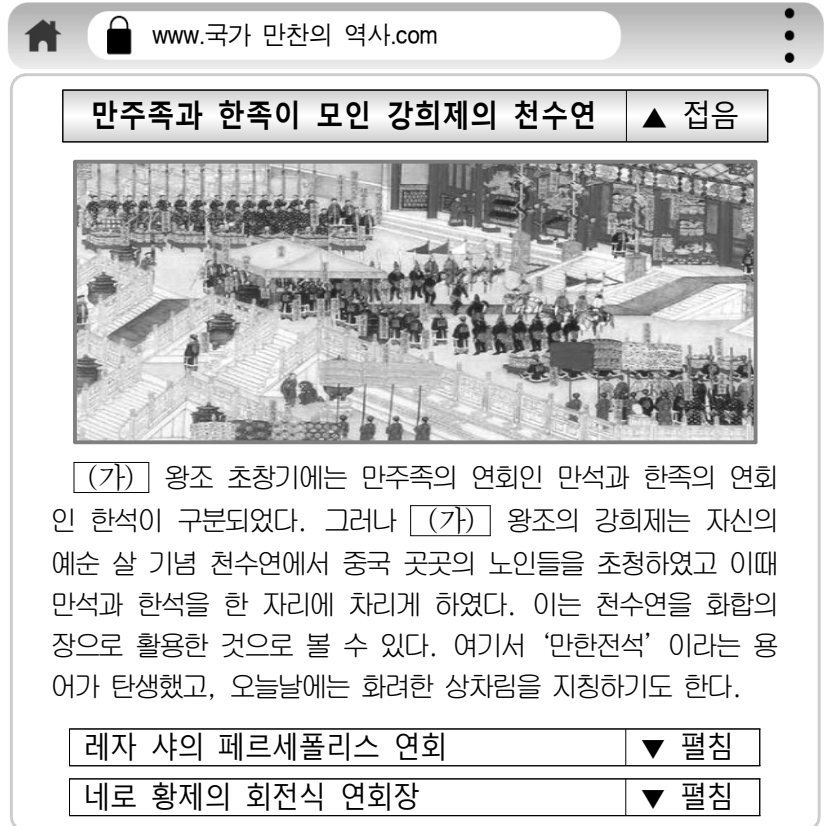 www.국가 만찬의 역사.com
만주족과 한족이 모인 강희제의 천수연 ▲ 접음
(가) 왕조 초창기에는 만주족의 연회인 만석과 한족의 연회
인 한석이 구분되었다. 그러나 (가) 왕조의 강희제는 자신의
예순 살 기념 천수연에서 중국 곳곳의 노인들을 초청하였고 이때
만석과 한석을 한 자리에 차리게 하였다. 이는 천수연을 화합의
장으로 활용한 것으로 볼 수 있다. 여기서 ‘만한전석’ 이라는 용
어가 탄생했고, 오늘날에는 화려한 상차림을 지칭하기도 한다.
레자 샤의 페르세폴리스 연회 ▼ 펼침
네로 황제의 회전식 연회장 ▼ 펼침